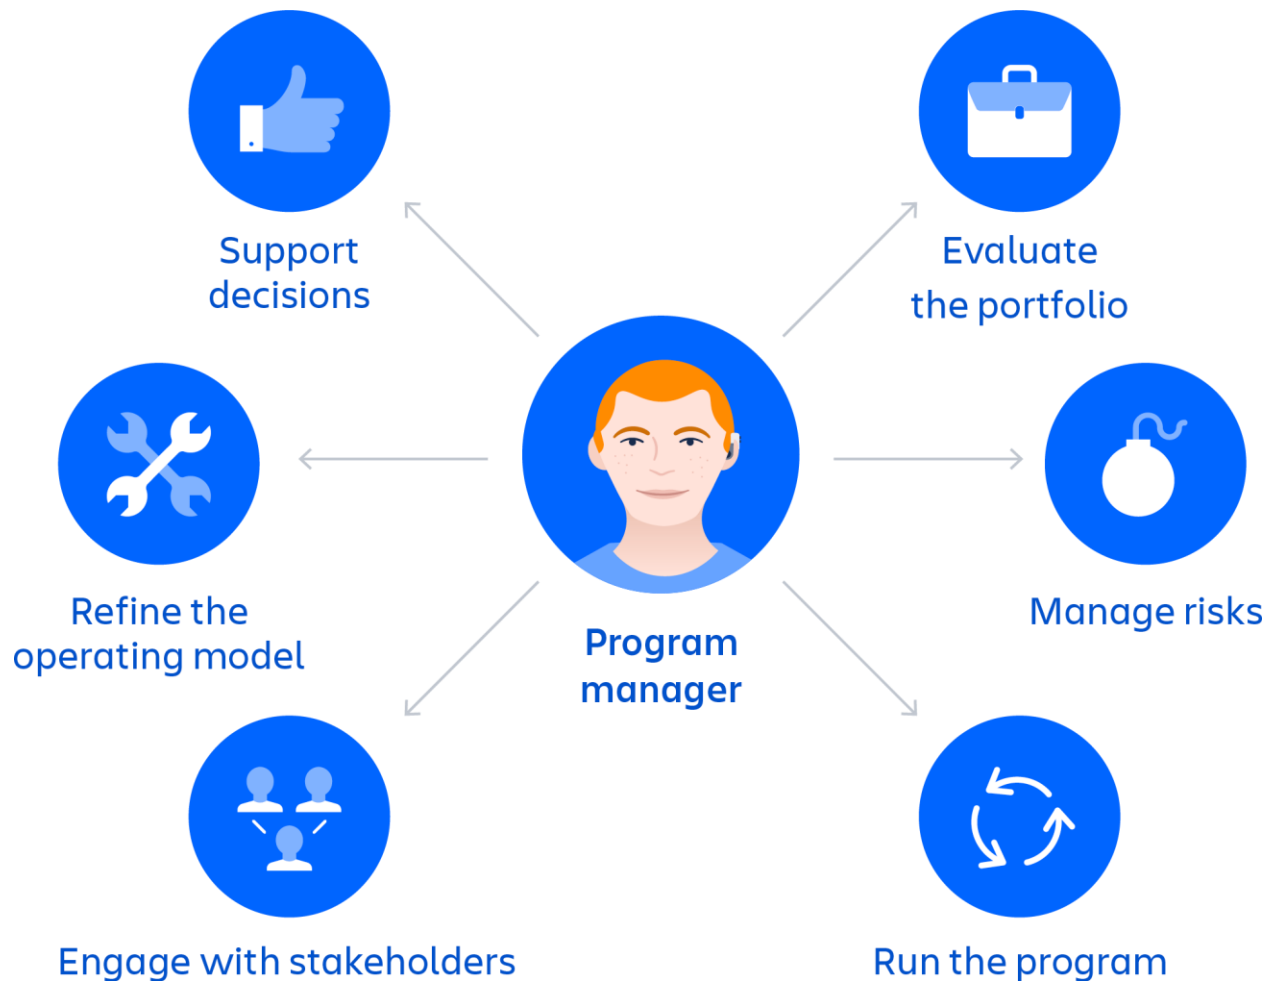 Support
decisions
Evaluate
the portfolio
Refine the
operating model
Program
manager
Manage risks
Engage with stakeholders
Run the program